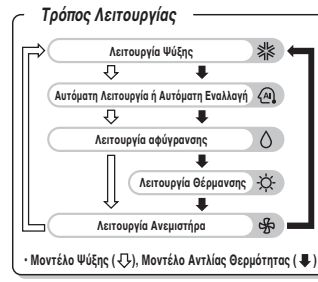 Τρόπος Λειτουργίας
Λειτουργία Ψύξης
Αυτόματη Λειτουργία ή Αυτόματη Εναλλαγή
AI
Λειτουργία αφύγρανσης
Λειτουργία Θέρμανσης
Λειτουργία Ανεμιστήρα
• Μοντέλο Ψύξης (⇩), Μοντέλο Αντλίας Θερμότητας (⬇)